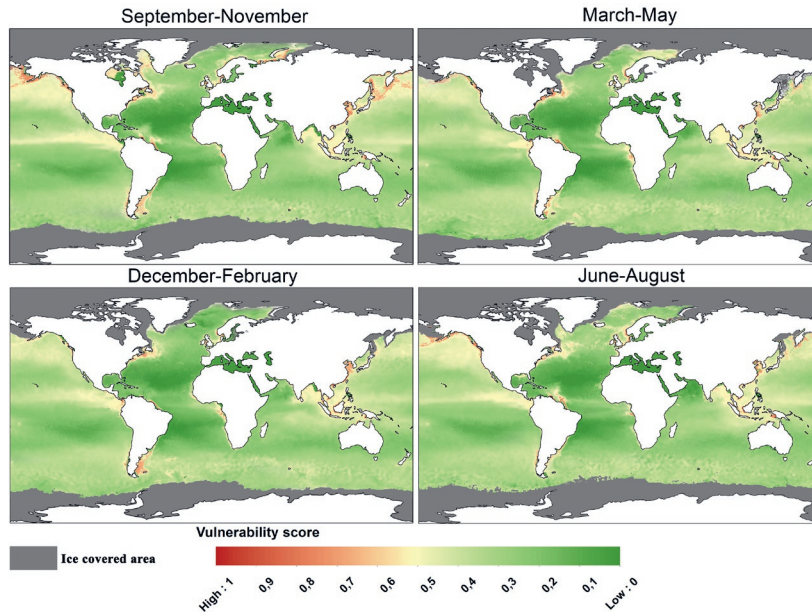 September-November
March-May
December-February
June-August
Vulnerability score
Ice covered area
High : 1
0,9
0,8
0,7
0,6
0,5
0,4
0,3
0,2
0,1
Low : 0